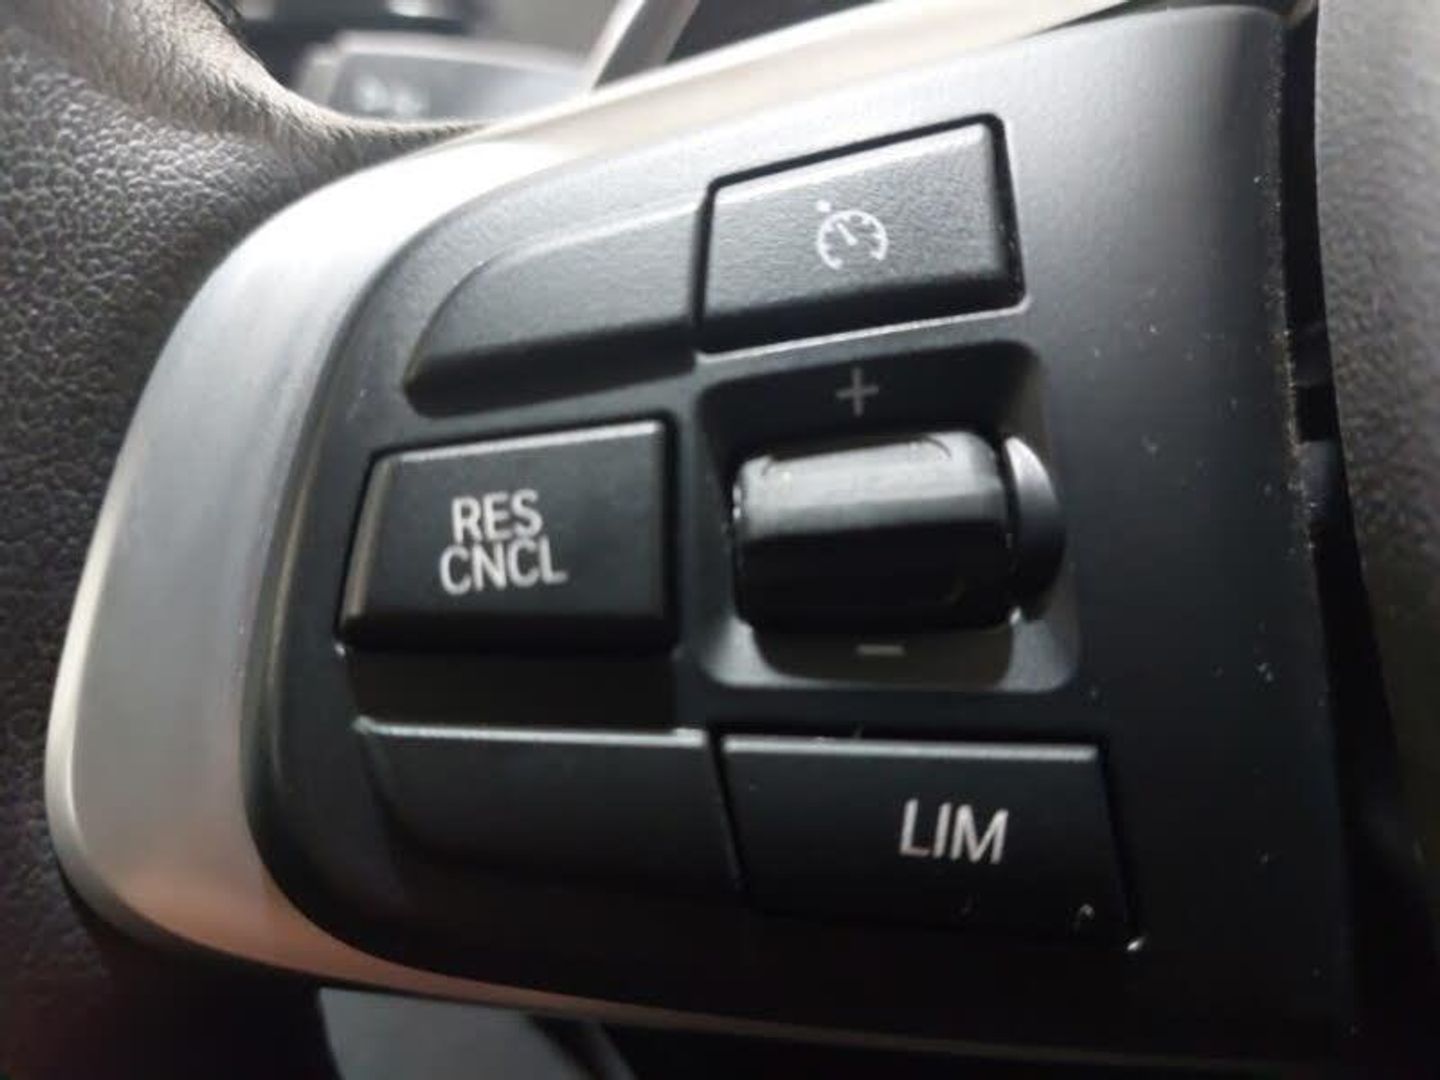 +
RES
CNCL
-
LIM